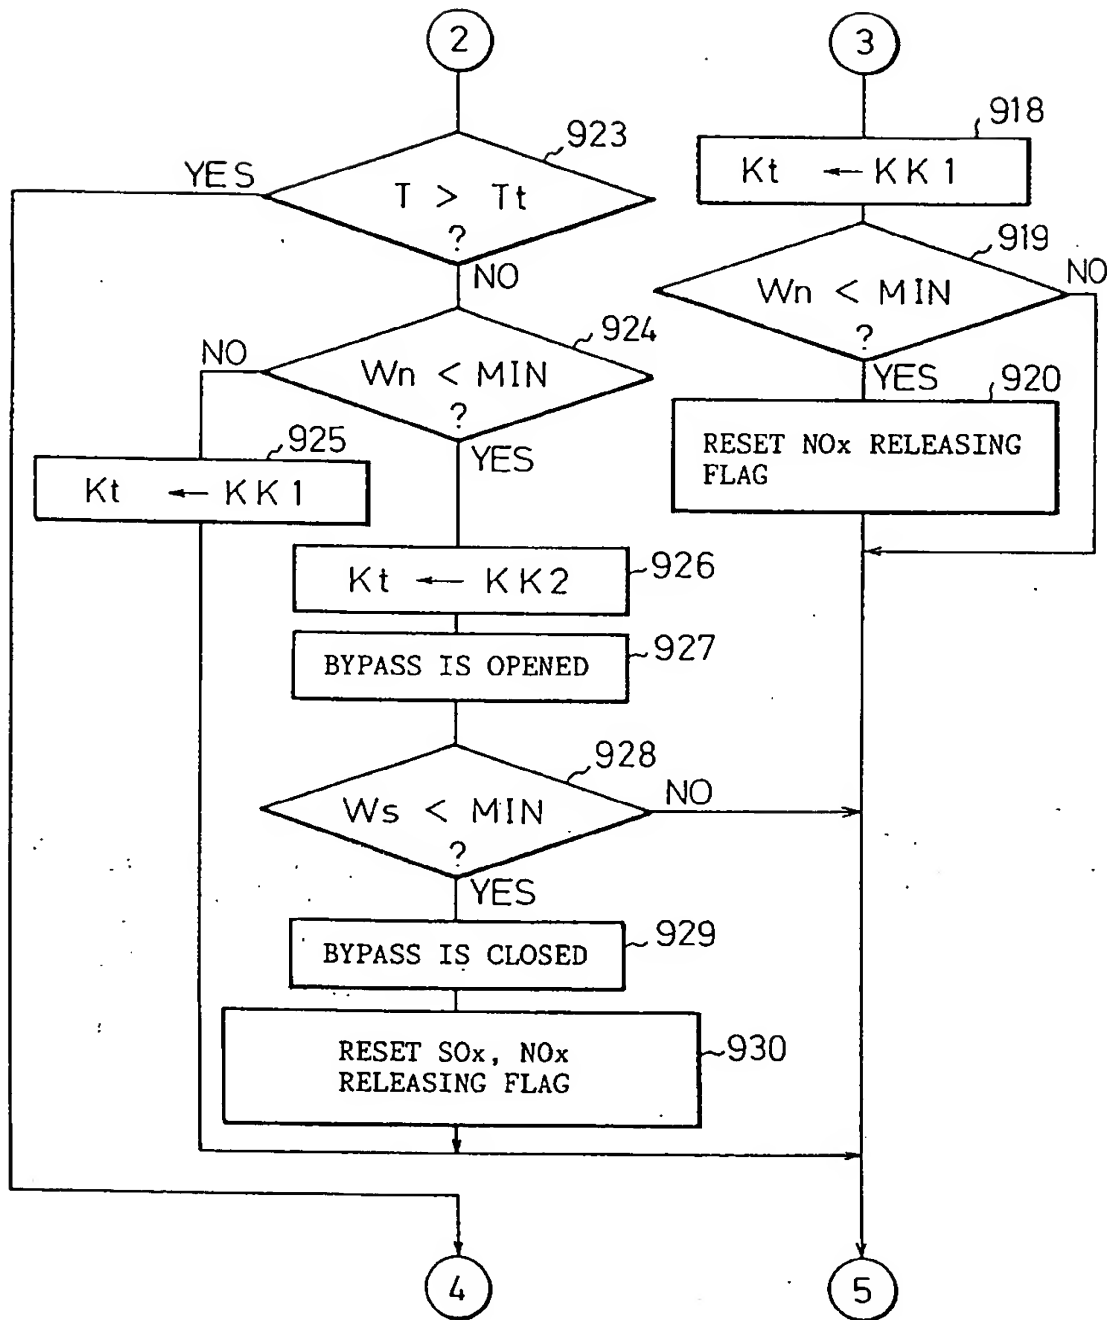 2
923
YES
T > Tt
?
NO
924
NO
Wn < MIN
?
YES
925
Kt ← KK1
926
Kt ← KK2
927
BYPASS IS OPENED
928
Ws < MIN
?
NO
YES
929
BYPASS IS CLOSED
930
RESET SOx, NOx
RELEASING FLAG
4
3
918
Kt ← KK1
919
Wn < MIN
?
NO
YES
920
RESET NOx RELEASING
FLAG
5